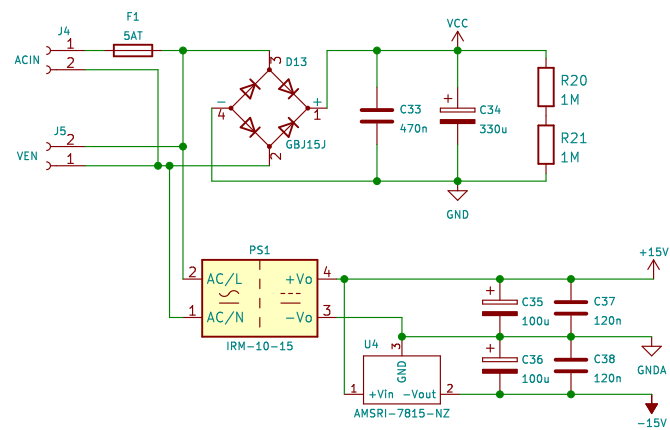 J4
1
2
ACIN
F1
5AT
J5
2
1
VEN
3
D13
-
4
+
1
2
GBJ15J
VCC
C33
470n
+
C34
330u
R20
1M
R21
1M
GND
PS1
2 AC/L +Vo 4
1 AC/N -Vo 3
IRM-10-15
+15V
+
C35
100u
C37
120n
U4
3
GND
1 +Vin -Vout 2
AMSRI-7815-NZ
+
C36
100u
C38
120n
GNDA
-15V